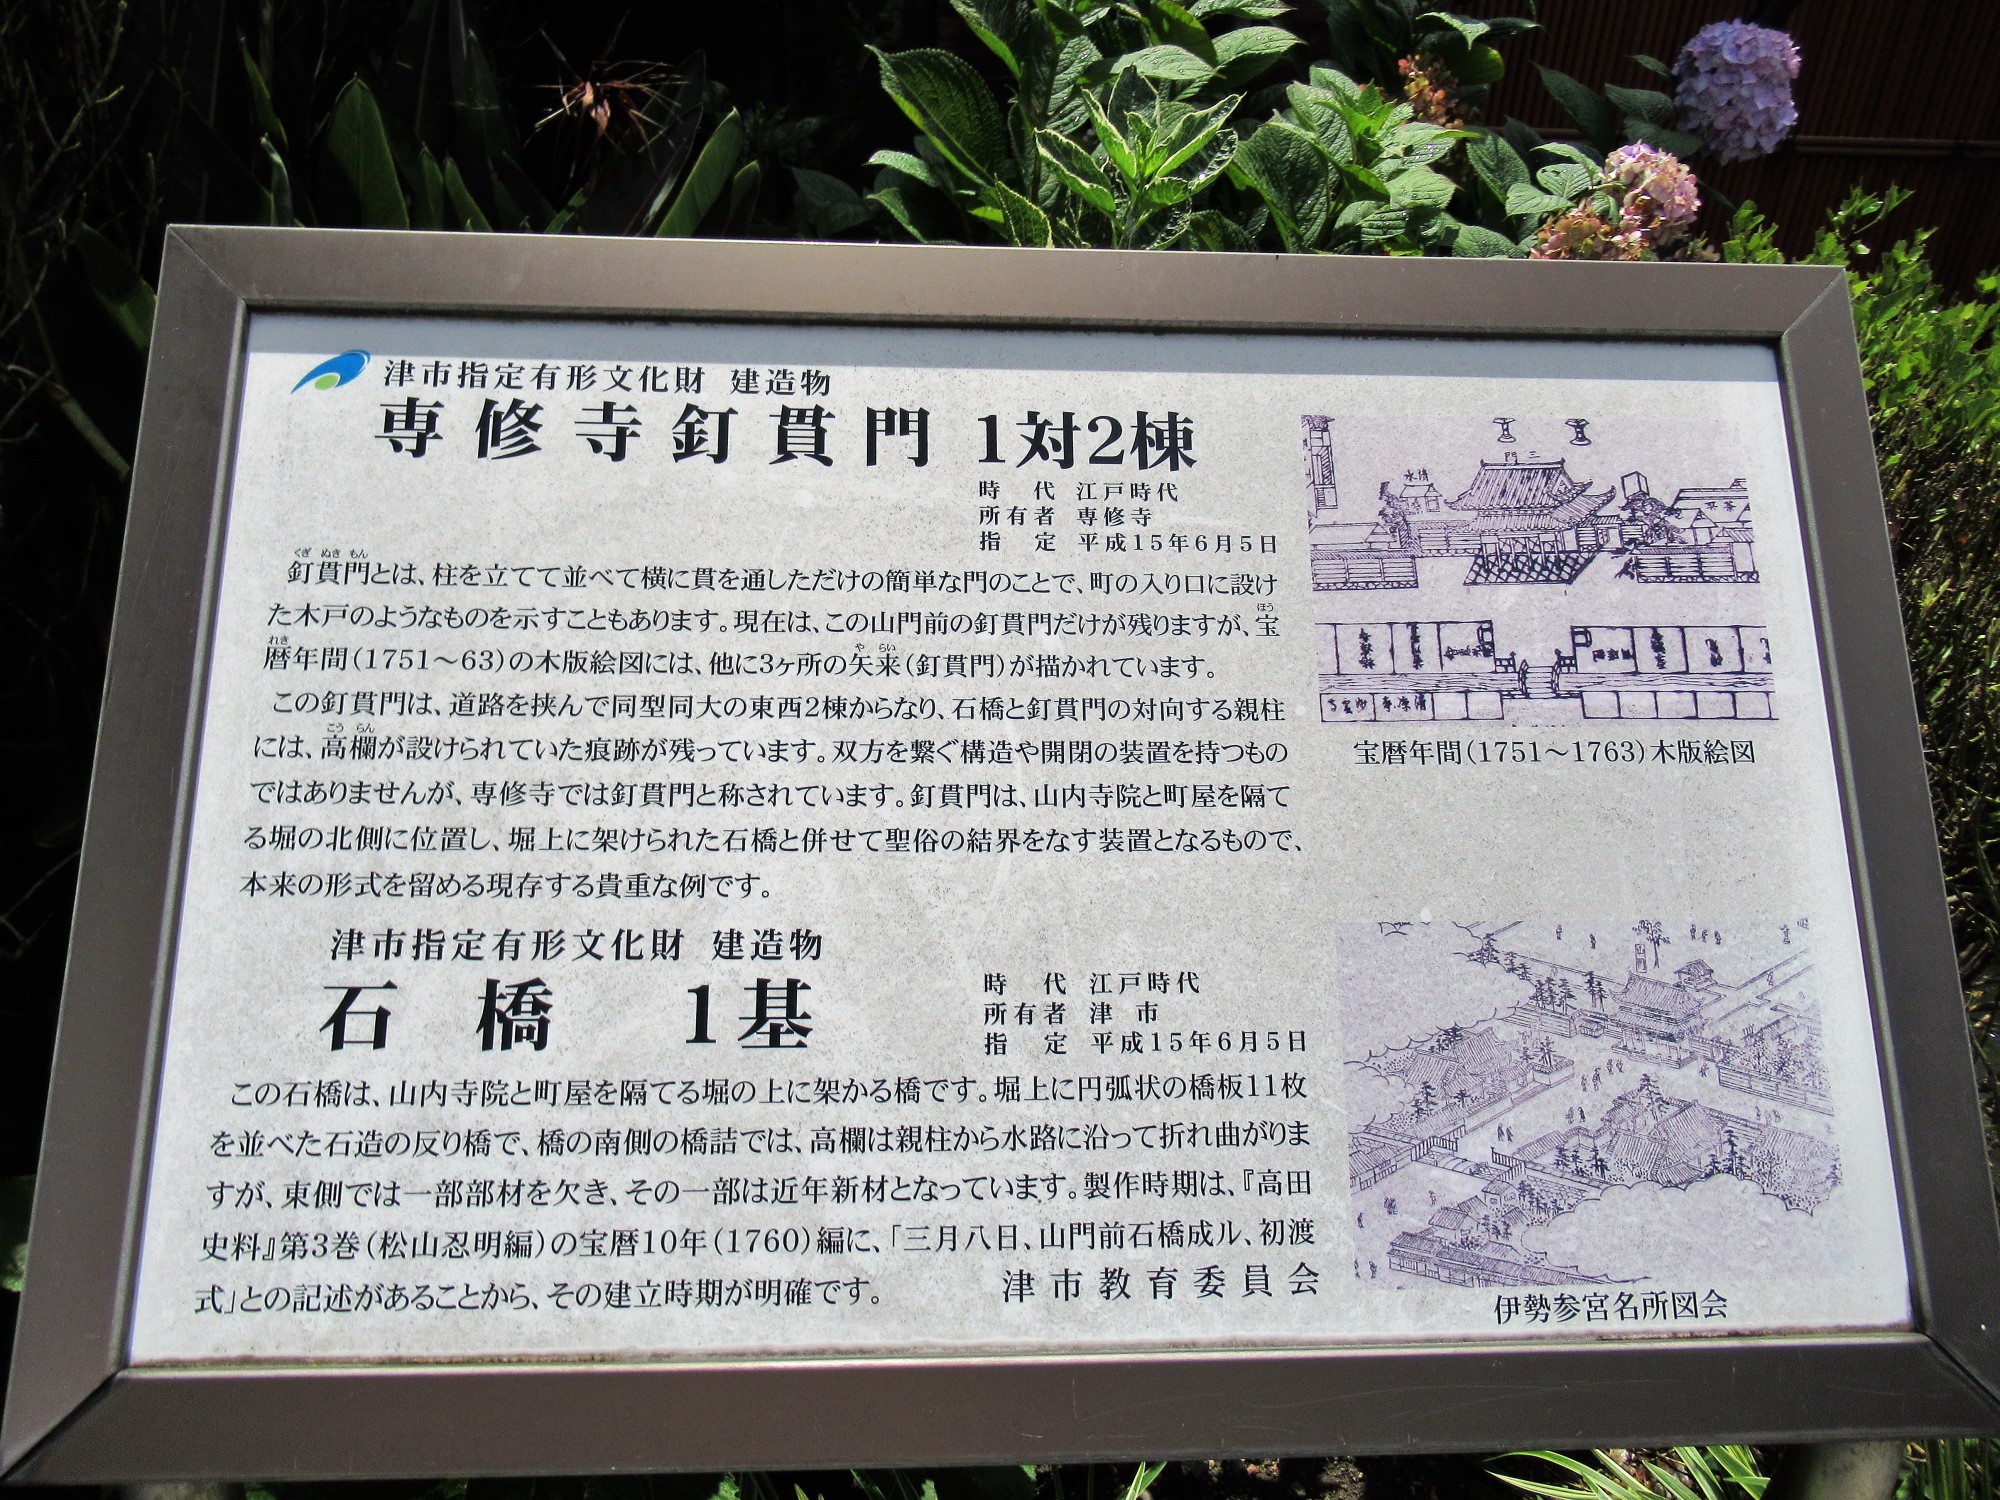 津市指定有形文化財 建造物
専修寺釘貫門 1対2棟
時 代 江戸時代
所有者 専修寺
指 定 平成15年6月5日
くぎ ぬき もん
釘貫門とは、柱を立てて並べて横に貫を通しただけの簡単な門のことで、町の入り口に設け
た木戸のようなものを示すこともあります。現在は、この山門前の釘貫門だけが残りますが、宝
ほう
れき や らい
暦年間(1751～63)の木版絵図には、他に3ヶ所の矢来(釘貫門)が描かれています。
この釘貫門は、道路を挟んで同型同大の東西2棟からなり、石橋と釘貫門の対向する親柱
こう らん
には、高欄が設けられていた痕跡が残っています。双方を繋ぐ構造や開閉の装置を持つもの
ではありませんが、専修寺では釘貫門と称されています。釘貫門は、山内寺院と町屋を隔て
る堀の北側に位置し、堀上に架けられた石橋と併せて聖俗の結界をなす装置となるもので、
本来の形式を留める現存する貴重な例です。
三門
宝暦年間(1751～1763)木版絵図
津市指定有形文化財 建造物
石橋 1基
時 代 江戸時代
所有者 津 市
指 定 平成15年6月5日
この石橋は、山内寺院と町屋を隔てる堀の上に架かる橋です。堀上に円弧状の橋板11枚
を並べた石造の反り橋で、橋の南側の橋詰では、高欄は親柱から水路に沿って折れ曲がりま
すが、東側では一部部材を欠き、その一部は近年新材となっています。製作時期は、『高田
史料』第3巻(松山忍明編)の宝暦10年(1760)編に、「三月八日、山門前石橋成ル、初渡
式」との記述があることから、その建立時期が明確です。
津市教育委員会
山門
伊勢参宮名所図会